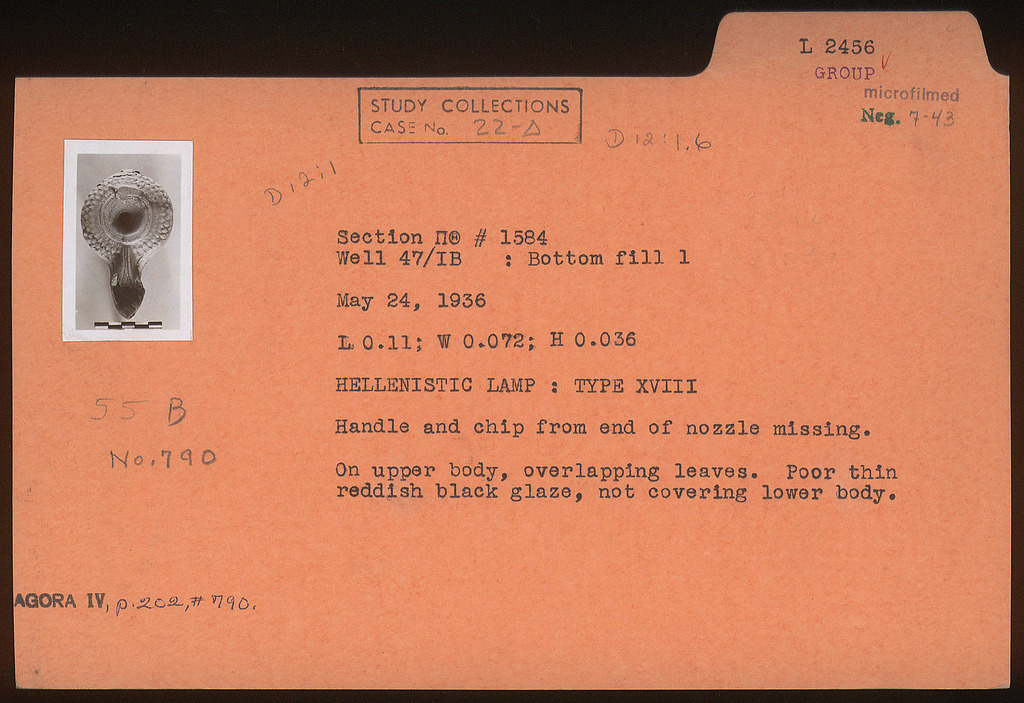 L 2456
GROUP
microfilmed
Neg. 7-43
STUDY COLLECTIONS
CASE No. 22-Δ
D 12:1.6
D 12:1
Section ΠΘ # 1584
Well 47/IB : Bottom fill 1
May 24, 1936
L 0.11; W 0.072; H 0.036
HELLENISTIC LAMP : TYPE XVIII
Handle and chip from end of nozzle missing.
On upper body, overlapping leaves. Poor thin
reddish black glaze, not covering lower body.
55 B
No. 790
AGORA IV, p. 202, # 790.